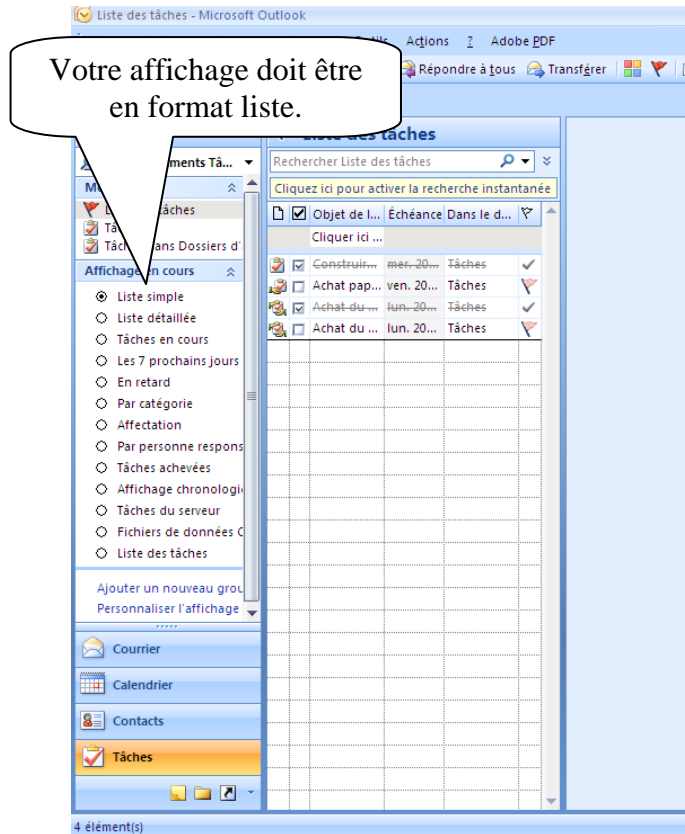 Liste des tâches - Microsoft Outlook
Actions ? Adobe PDF
Répondre à tous Transférer
Votre affichage doit être
en format liste.
Liste des tâches
Tâ...
Rechercher Liste des tâches
Cliquez ici pour activer la recherche instantanée
Objet de l... Échéance Dans le d...
Cliquer ici ...
Construir... mer. 20... Tâches
Achat pap... ven. 20... Tâches
Achat du ... lun. 20... Tâches
Achat du ... lun. 20... Tâches
Affichage en cours
Liste simple
Liste détaillée
Tâches en cours
Les 7 prochains jours
En retard
Par catégorie
Affectation
Par personne respons
Tâches achevées
Affichage chronologi
Tâches du serveur
Fichiers de données
Liste des tâches
Ajouter un nouveau grou
Personnaliser l'affichage
Courrier
Calendrier
Contacts
Tâches
4 élément(s)